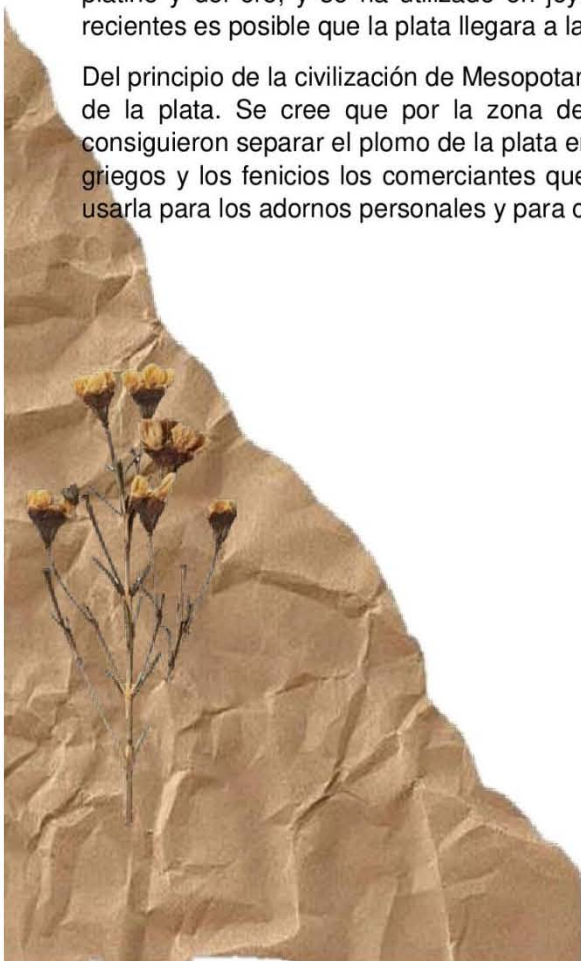 recientes es posible que la plata llegara a la
Del principio de la civilización de Mesopotam
de la plata. Se cree que por la zona de
consiguieron separar el plomo de la plata en
griegos y los fenicios los comerciantes que
usarla para los adornos personales y para c